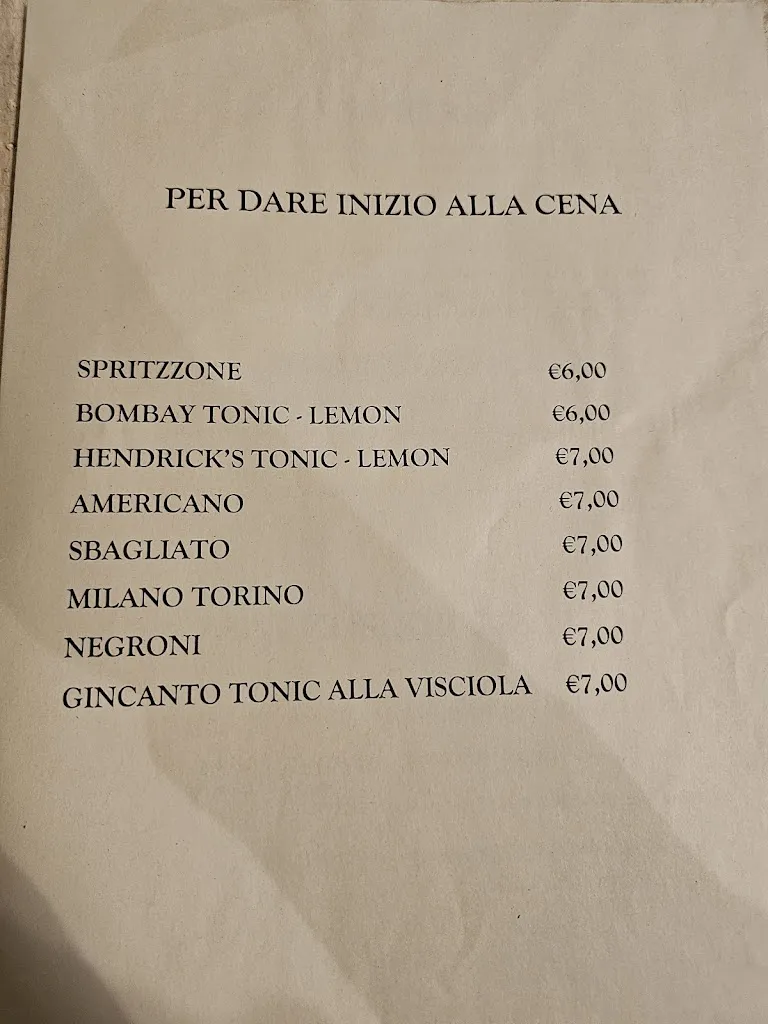 PER DARE INIZIO ALLA CENA
SPRITZZONE €6,00
BOMBAY TONIC - LEMON €6,00
HENDRICK'S TONIC - LEMON €7,00
AMERICANO €7,00
SBAGLIATO €7,00
MILANO TORINO €7,00
NEGRONI €7,00
GINCANTO TONIC ALLA VISCIOLA €7,00